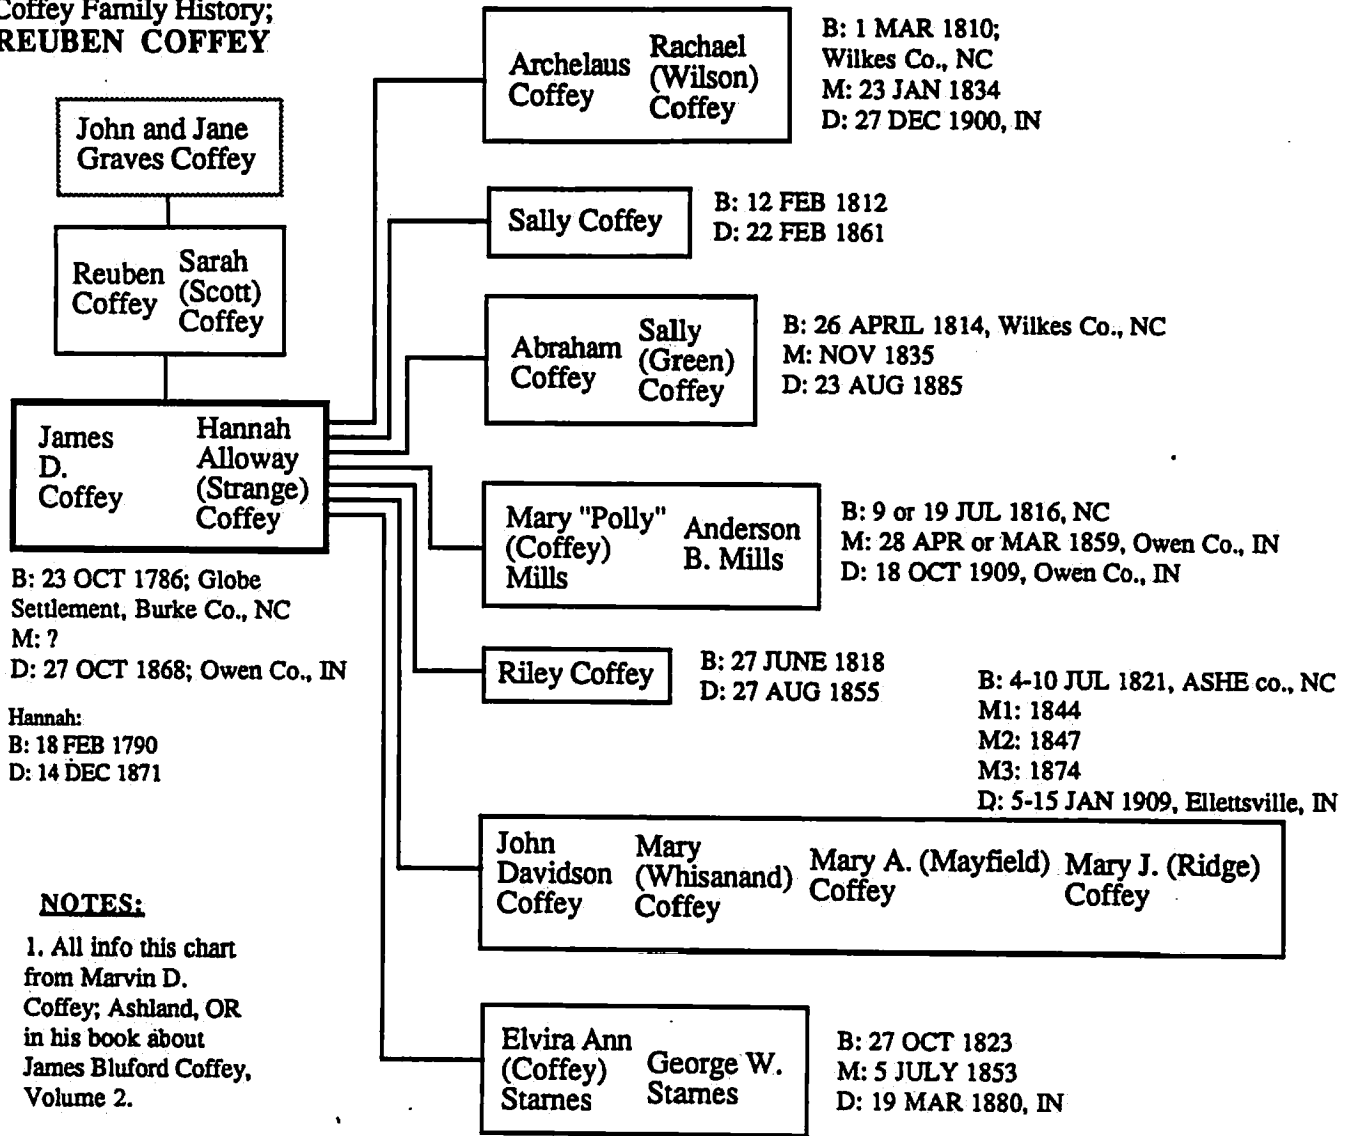 Coffey Family History;
REUBEN COFFEY
John and Jane
Graves Coffey
Reuben
Coffey
Sarah
(Scott)
Coffey
James
D.
Coffey
Hannah
Alloway
(Strange)
Coffey
B: 23 OCT 1786; Globe
Settlement, Burke Co., NC
M: ?
D: 27 OCT 1868; Owen Co., IN
Hannah:
B: 18 FEB 1790
D: 14 DEC 1871
NOTES:
1. All info this chart
from Marvin D.
Coffey; Ashland, OR
in his book about
James Bluford Coffey,
Volume 2.
Archelaus
Coffey
Rachael
(Wilson)
Coffey
B: 1 MAR 1810;
Wilkes Co., NC
M: 23 JAN 1834
D: 27 DEC 1900, IN
Sally Coffey
B: 12 FEB 1812
D: 22 FEB 1861
Abraham
Coffey
Sally
(Green)
Coffey
B: 26 APRIL 1814, Wilkes Co., NC
M: NOV 1835
D: 23 AUG 1885
Mary "Polly"
(Coffey)
Mills
Anderson
B. Mills
B: 9 or 19 JUL 1816, NC
M: 28 APR or MAR 1859, Owen Co., IN
D: 18 OCT 1909, Owen Co., IN
Riley Coffey
B: 27 JUNE 1818
D: 27 AUG 1855
B: 4-10 JUL 1821, ASHE co., NC
M1: 1844
M2: 1847
M3: 1874
D: 5-15 JAN 1909, Ellettsville, IN
John
Davidson
Coffey
Mary
(Whisanand)
Coffey
Mary A. (Mayfield)
Coffey
Mary J. (Ridge)
Coffey
Elvira Ann
(Coffey)
Starnes
George W.
Starnes
B: 27 OCT 1823
M: 5 JULY 1853
D: 19 MAR 1880, IN